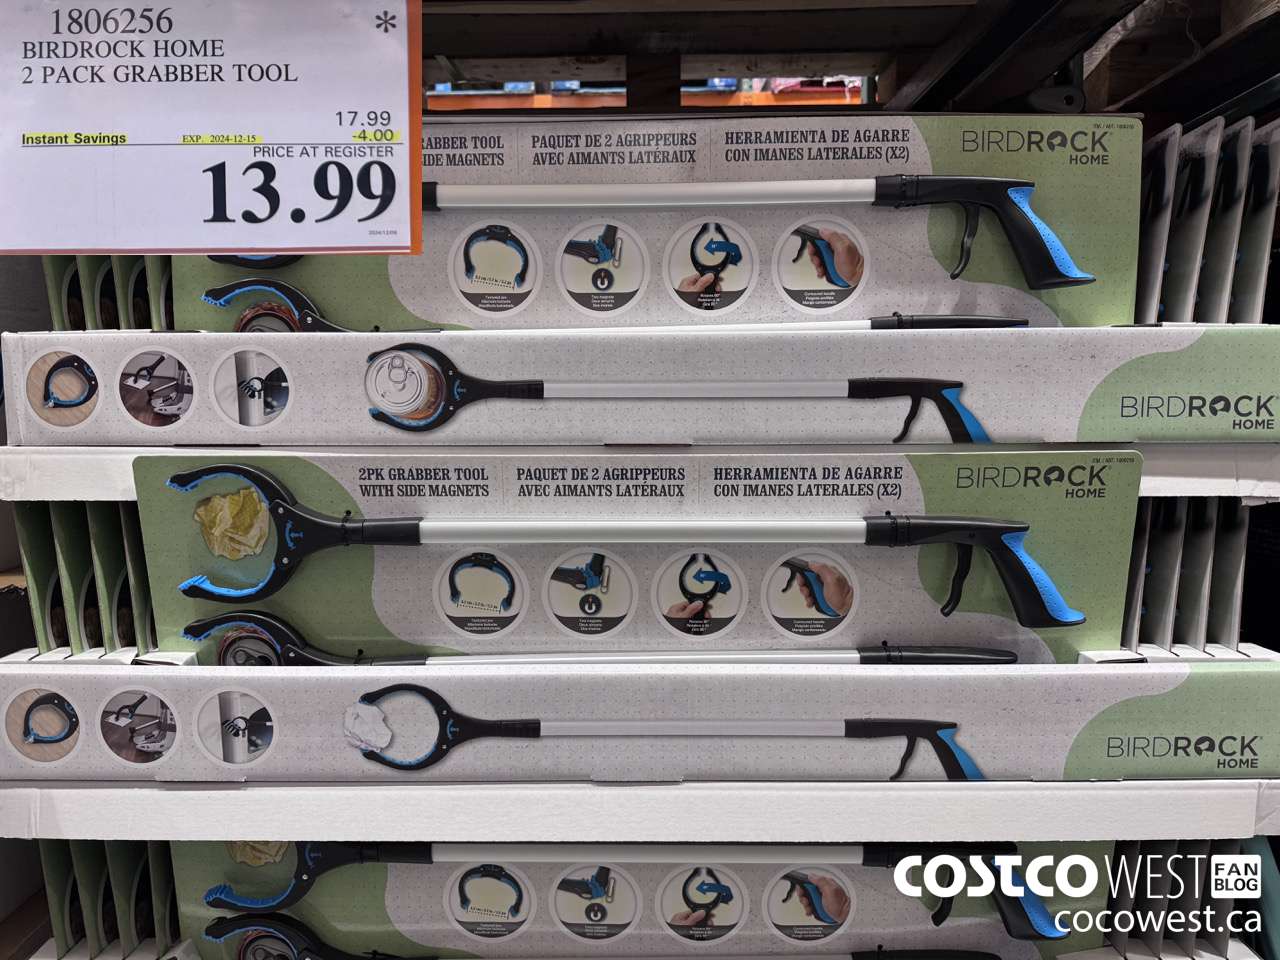 1806256 *
BIRDROCK HOME
2 PACK GRABBER TOOL
17.99
Instant Savings EXP. 2024-12-15 -4.00
PRICE AT REGISTER
13.99
RABBER TOOL
IDE MAGNETS
PAQUET DE 2 AGRIPPEURS
AVEC AIMANTS LATÉRAUX
HERRAMIENTA DE AGARRE
CON IMANES LATERALES (X2)
BIRDROCK
HOME
BIRDROCK
HOME
2PK GRABBER TOOL
WITH SIDE MAGNETS
PAQUET DE 2 AGRIPPEURS
AVEC AIMANTS LATÉRAUX
HERRAMIENTA DE AGARRE
CON IMANES LATERALES (X2)
BIRDROCK
HOME
BIRDROCK
HOME
COSTCO WEST FAN BLOG
cocowest.ca